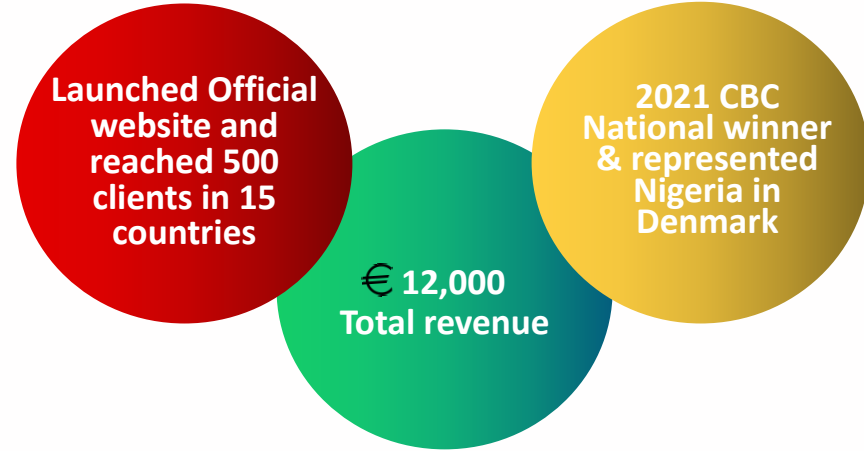 Launched Official
website and
reached 500
clients in 15
countries
€ 12,000
Total revenue
2021 CBC
National winner
& represented
Nigeria in
Denmark